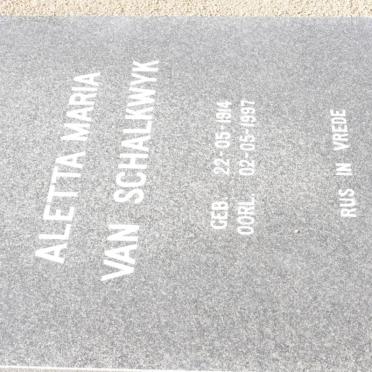 ALETTA MARIA
VAN SCHALKWYK
GEB. 22-05-1914
OORL. 02-05-1997
RUS IN VREDE